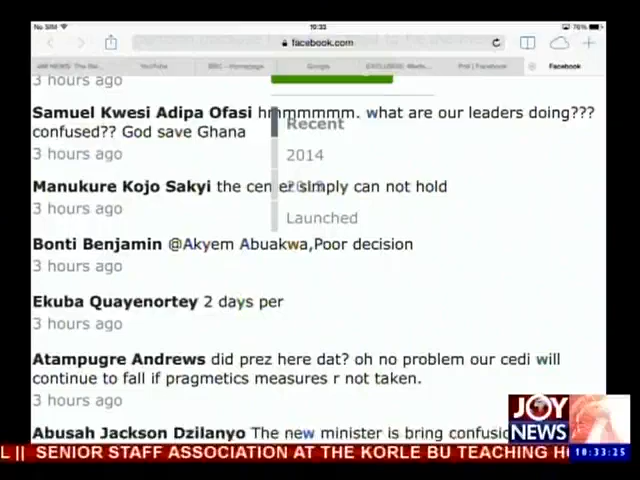 No SIM
10:33
76%
facebook.com
YouTube
BBC - Homepage
Google
Facebook
3 hours ago
Samuel Kwesi Adipa Ofasi hmmmmmm. what are our leaders doing???
confused?? God save Ghana
3 hours ago
Recent
2014
Manukure Kojo Sakyi the center simply can not hold
3 hours ago
Launched
Bonti Benjamin @Akyem Abuakwa,Poor decision
3 hours ago
Ekuba Quayenortey 2 days per
3 hours ago
Atampugre Andrews did prez here dat? oh no problem our cedi will
continue to fall if pragmetics measures r not taken.
3 hours ago
Abusah Jackson Dzilanyo The new minister is bring confusio
JOY
NEWS
L || SENIOR STAFF ASSOCIATION AT THE KORLE BU TEACHING H
10:33:25